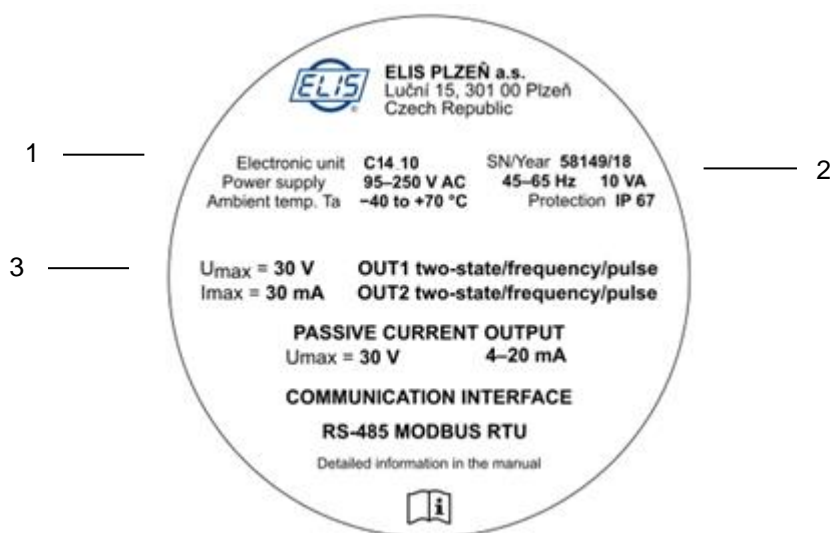 ELIS
ELIS PLZEŇ a.s.
Luční 15, 301 00 Plzeň
Czech Republic
1
Electronic unit C14_10 SN/Year 58149/18
2
Power supply 95–250 V AC 45–65 Hz 10 VA
Ambient temp. Ta −40 to +70 °C Protection IP 67
3
Umax = 30 V OUT1 two-state/frequency/pulse
Imax = 30 mA OUT2 two-state/frequency/pulse
PASSIVE CURRENT OUTPUT
Umax = 30 V 4–20 mA
COMMUNICATION INTERFACE
RS-485 MODBUS RTU
Detailed information in the manual
i